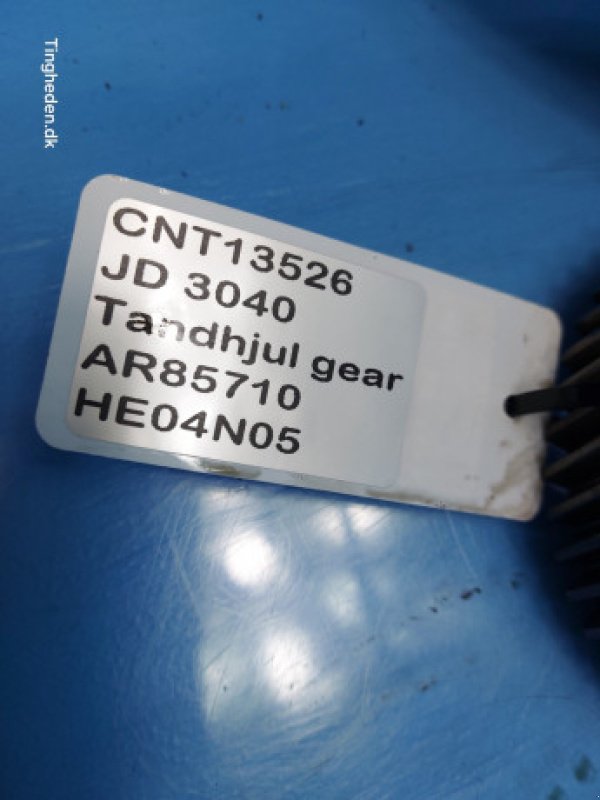 Tingheden.dk
CNT13526
JD 3040
Tandhjul gear
AR85710
HE04N05